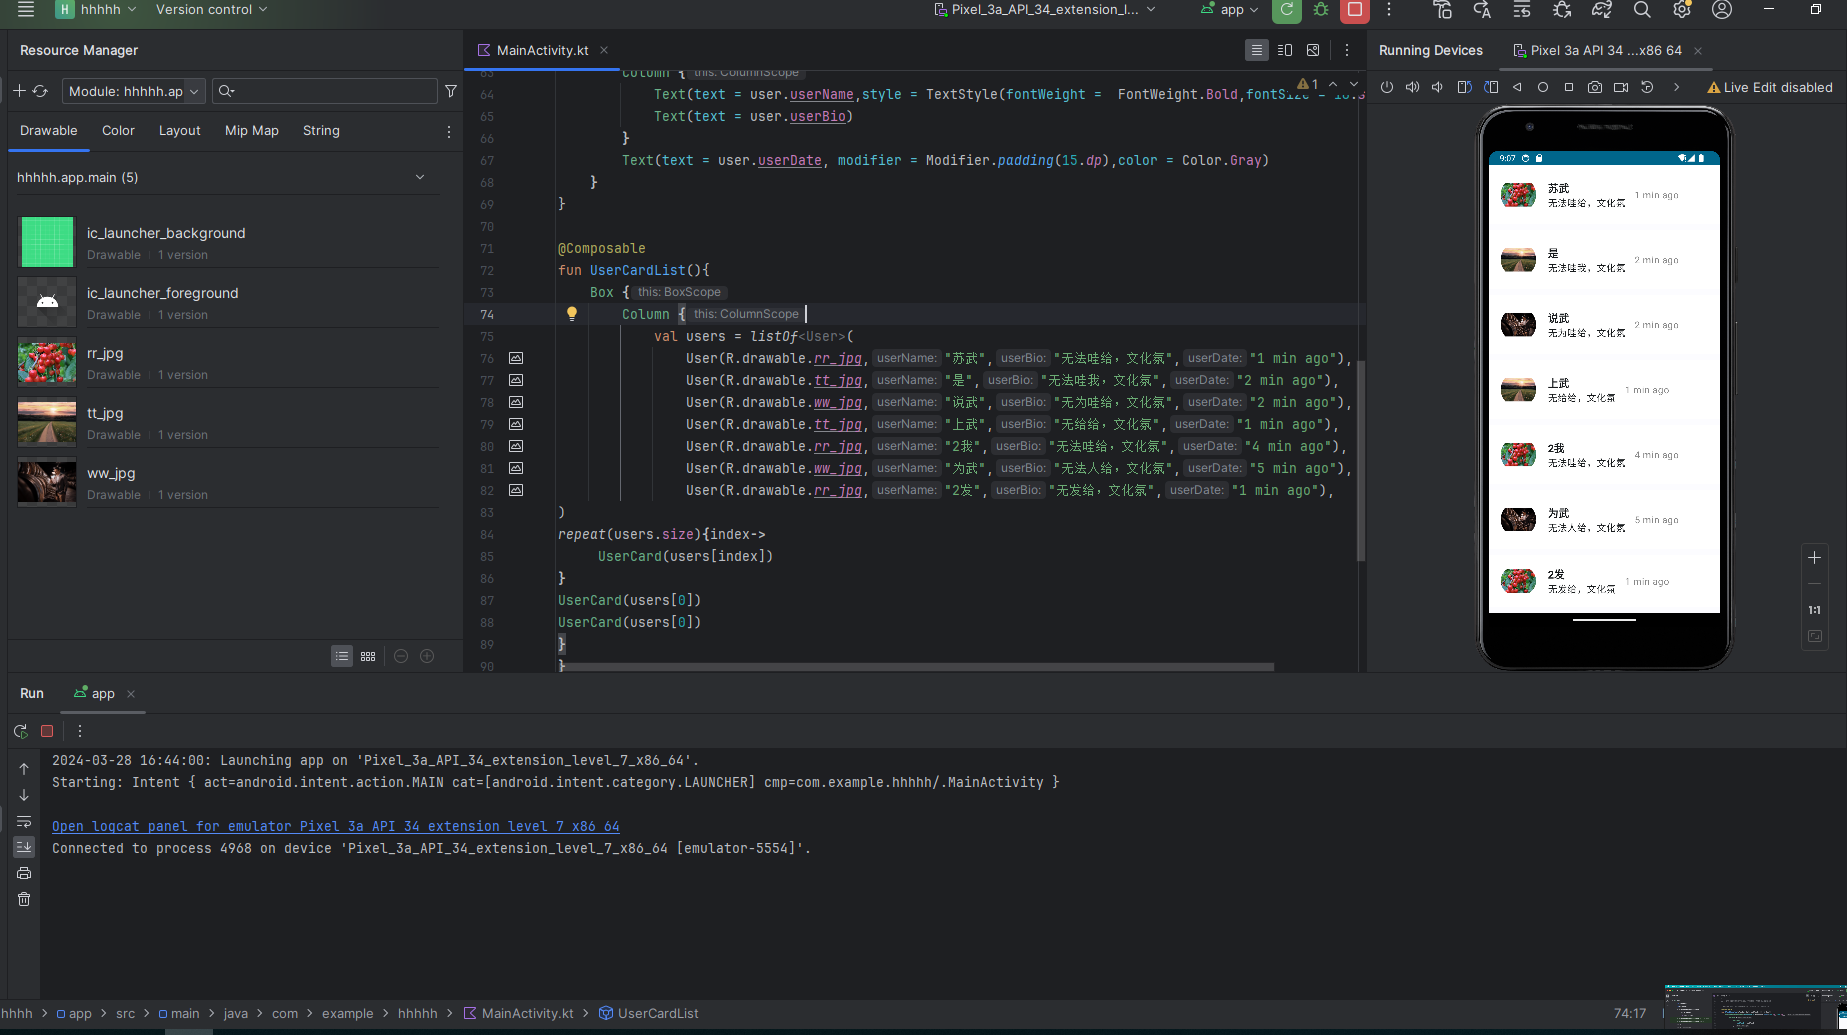 H hhhhh Version control
Pixel_3a_API_34_extension_l... app
Resource Manager
Module: hhhhh.ap
Drawable Color Layout Mip Map String
hhhhh.app.main (5)
ic_launcher_background
Drawable 1 version
ic_launcher_foreground
Drawable 1 version
rr_jpg
Drawable 1 version
tt_jpg
Drawable 1 version
ww_jpg
Drawable 1 version
MainActivity.kt
1
63 Column { this: ColumnScope
64 Text(text = user.userName,style = TextStyle(fontWeight = FontWeight.Bold,fontSize = 18.s
65 Text(text = user.userBio)
66 }
67 Text(text = user.userDate, modifier = Modifier.padding(15.dp),color = Color.Gray)
68 }
69 }
70
71 @Composable
72 fun UserCardList(){
73 Box { this: BoxScope
74 Column { this: ColumnScope
75 val users = listOf<User>(
76 User(R.drawable.rr_jpg, userName: "苏武", userBio: "无法哇给，文化氛", userDate: "1 min ago"),
77 User(R.drawable.tt_jpg, userName: "是", userBio: "无法哇我，文化氛", userDate: "2 min ago"),
78 User(R.drawable.ww_jpg, userName: "说武", userBio: "无为哇给，文化氛", userDate: "2 min ago"),
79 User(R.drawable.tt_jpg, userName: "上武", userBio: "无给给，文化氛", userDate: "1 min ago"),
80 User(R.drawable.rr_jpg, userName: "2我", userBio: "无法哇给，文化氛", userDate: "4 min ago"),
81 User(R.drawable.ww_jpg, userName: "为武", userBio: "无法人给，文化氛", userDate: "5 min ago"),
82 User(R.drawable.rr_jpg, userName: "2发", userBio: "无发给，文化氛", userDate: "1 min ago"),
83 )
84 repeat(users.size){index->
85 UserCard(users[index])
86 }
87 UserCard(users[0])
88 UserCard(users[0])
89 }
90 }
Running Devices Pixel 3a API 34 ...x86 64
Live Edit disabled
9:07
苏武
无法哇给，文化氛 1 min ago
是
无法哇我，文化氛 2 min ago
说武
无为哇给，文化氛 2 min ago
上武
无给给，文化氛 1 min ago
2我
无法哇给，文化氛 4 min ago
为武
无法人给，文化氛 5 min ago
2发
无发给，文化氛 1 min ago
1:1
Run app
2024-03-28 16:44:00: Launching app on 'Pixel_3a_API_34_extension_level_7_x86_64'.
Starting: Intent { act=android.intent.action.MAIN cat=[android.intent.category.LAUNCHER] cmp=com.example.hhhhh/.MainActivity }
Open logcat panel for emulator Pixel 3a API 34 extension level 7 x86 64
Connected to process 4968 on device 'Pixel_3a_API_34_extension_level_7_x86_64 [emulator-5554]'.
hhhh > app > src > main > java > com > example > hhhhh > MainActivity.kt > UserCardList
74:17